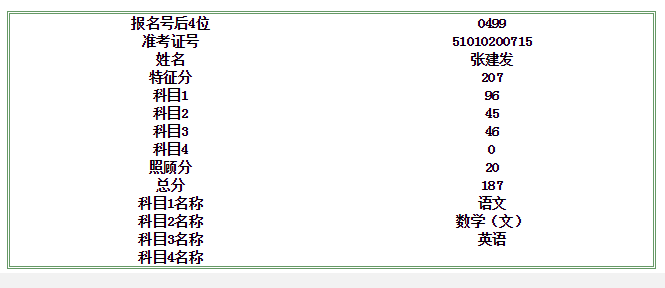 报名号后4位 0499
准考证号 51010200715
姓名 张建发
特征分 207
科目1 96
科目2 45
科目3 46
科目4 0
照顾分 20
总分 187
科目1名称 语文
科目2名称 数学（文）
科目3名称 英语
科目4名称